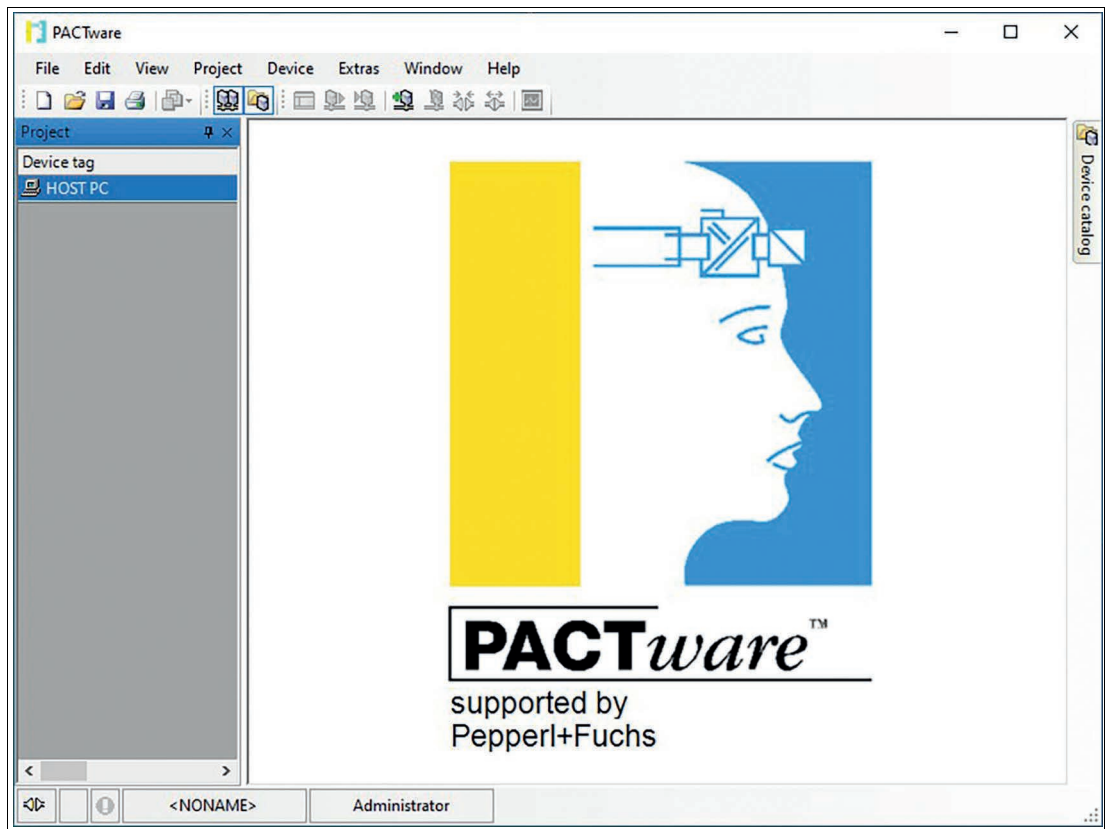 PACTware
File Edit View Project Device Extras Window Help
Project
Device tag
HOST PC
Device catalog
PACTware™
supported by
Pepperl+Fuchs
<NONAME>
Administrator